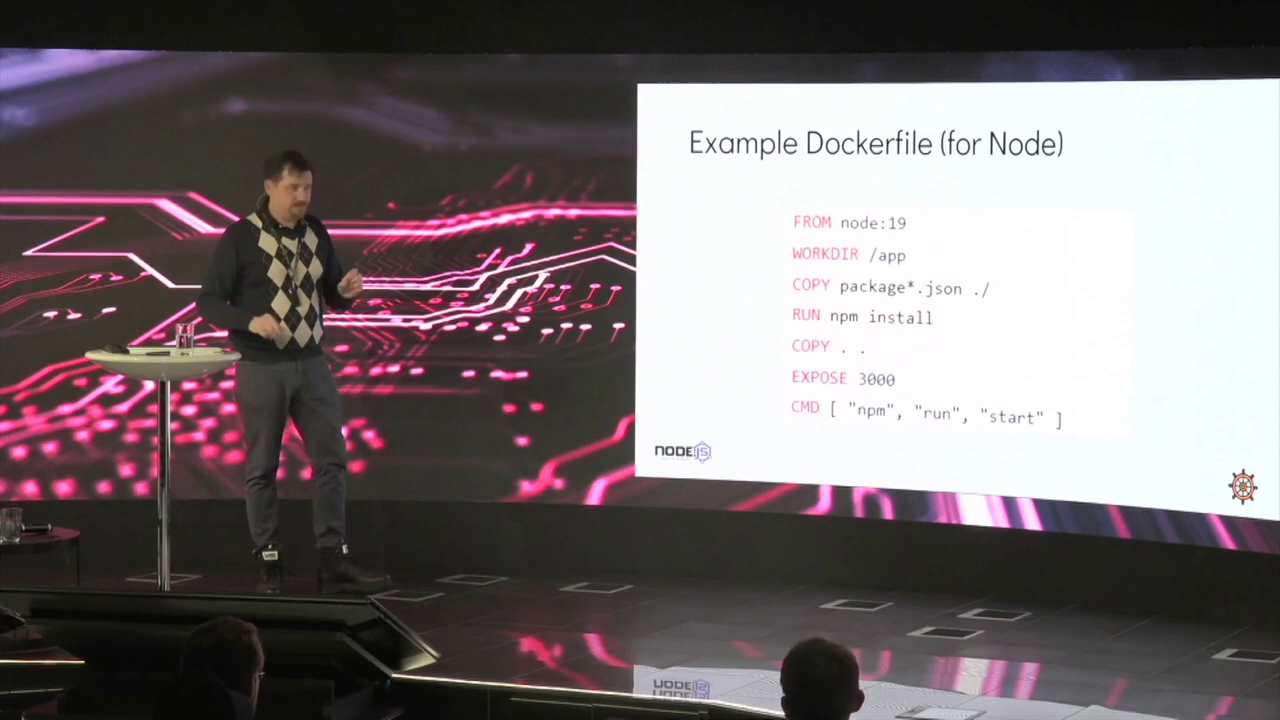 Example Dockerfile (for Node)
FROM node:19
WORKDIR /app
COPY package*.json ./
RUN npm install
COPY . .
EXPOSE 3000
CMD [ "npm", "run", "start" ]
NODE JS